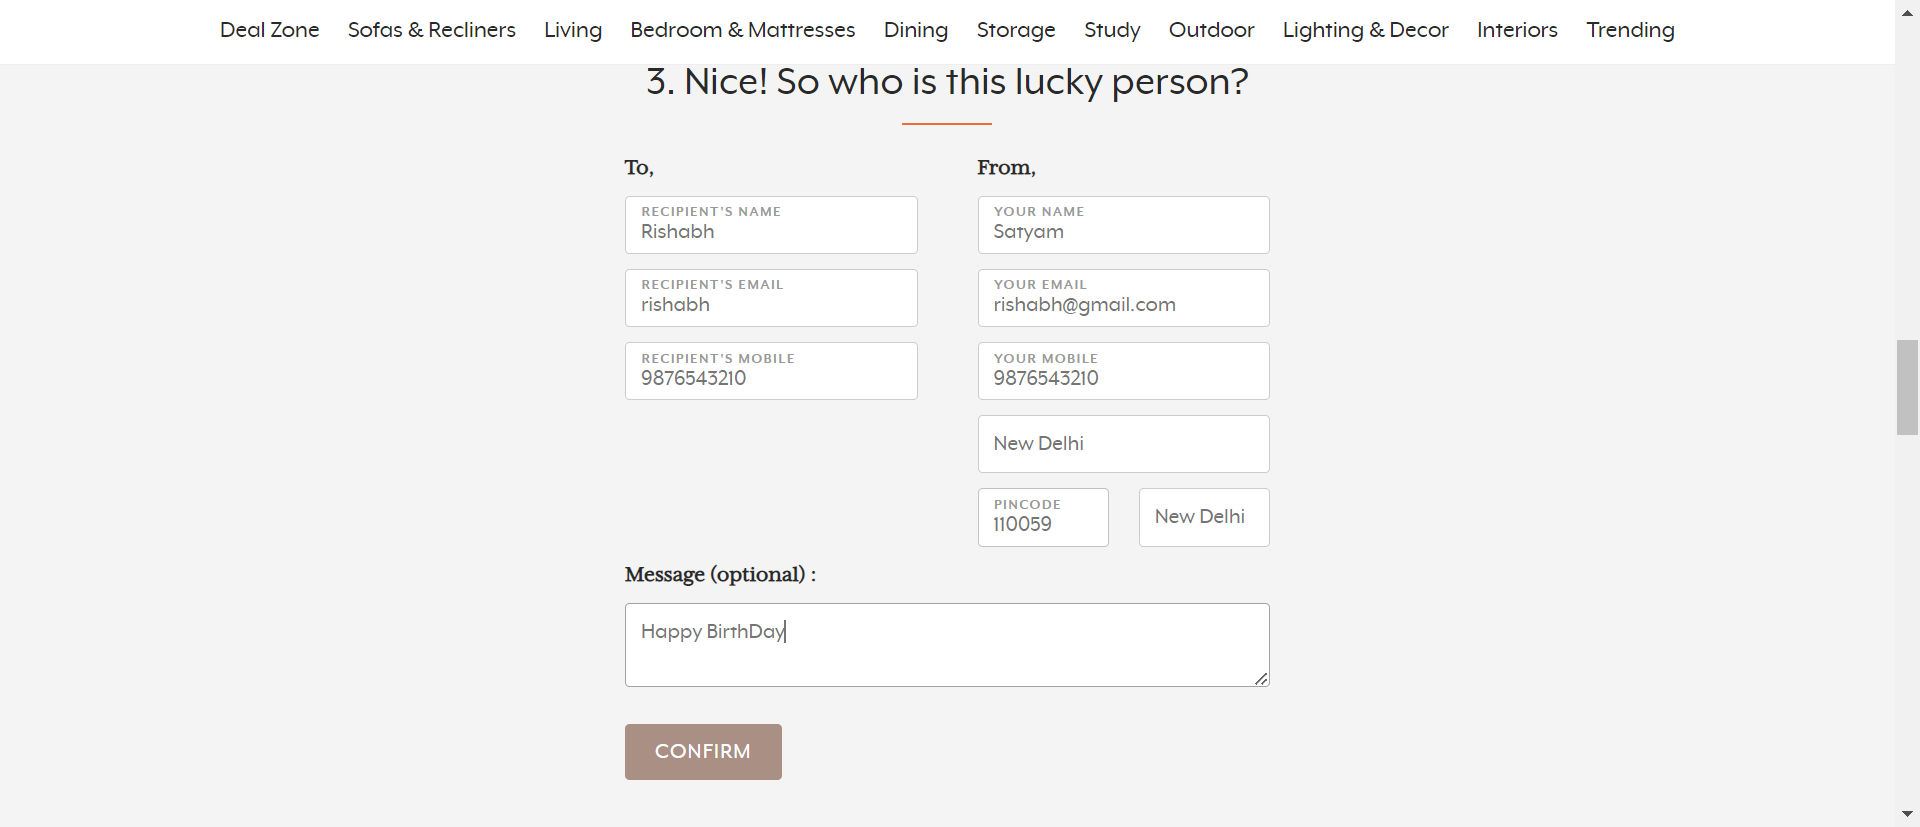 Deal Zone Sofas & Recliners Living Bedroom & Mattresses Dining Storage Study Outdoor Lighting & Decor Interiors Trending
3. Nice! So who is this lucky person?
To,
RECIPIENT'S NAME
Rishabh
RECIPIENT'S EMAIL
rishabh
RECIPIENT'S MOBILE
9876543210
From,
YOUR NAME
Satyam
YOUR EMAIL
rishabh@gmail.com
YOUR MOBILE
9876543210
New Delhi
PINCODE
110059
New Delhi
Message (optional) :
Happy BirthDay
CONFIRM